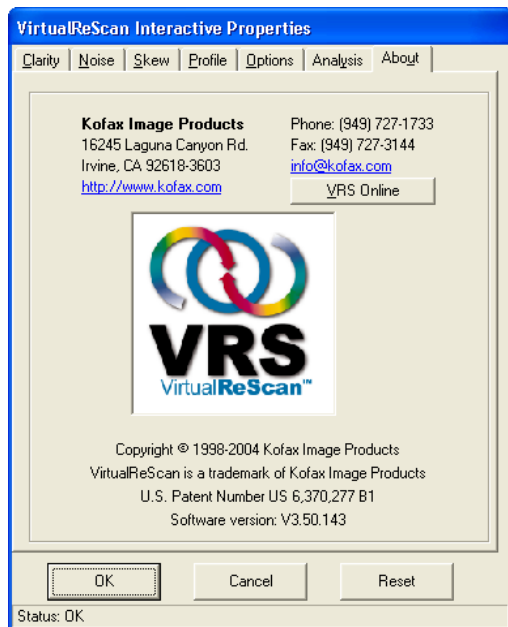 VirtualReScan Interactive Properties
Clarity Noise Skew Profile Options Analysis About
Kofax Image Products
16245 Laguna Canyon Rd.
Irvine, CA 92618-3603
http://www.kofax.com
Phone: (949) 727-1733
Fax: (949) 727-3144
info@kofax.com
VRS Online
VRS
VirtualReScan™
Copyright © 1998-2004 Kofax Image Products
VirtualReScan is a trademark of Kofax Image Products
U.S. Patent Number US 6,370,277 B1
Software version: V3.50.143
OK Cancel Reset
Status: OK